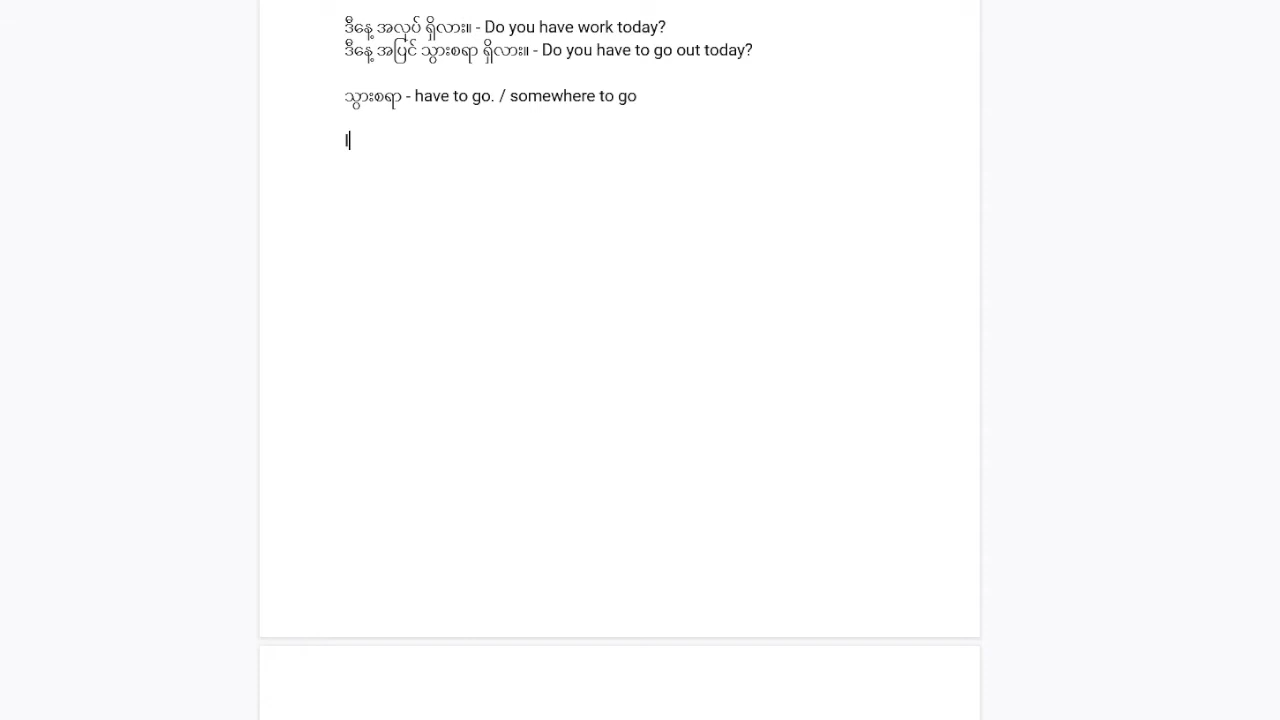 ဒီနေ့ အလုပ် ရှိလား။ - Do you have work today?
ဒီနေ့ အပြင် သွားစရာ ရှိလား။ - Do you have to go out today?
သွားစရာ - have to go. / somewhere to go
။